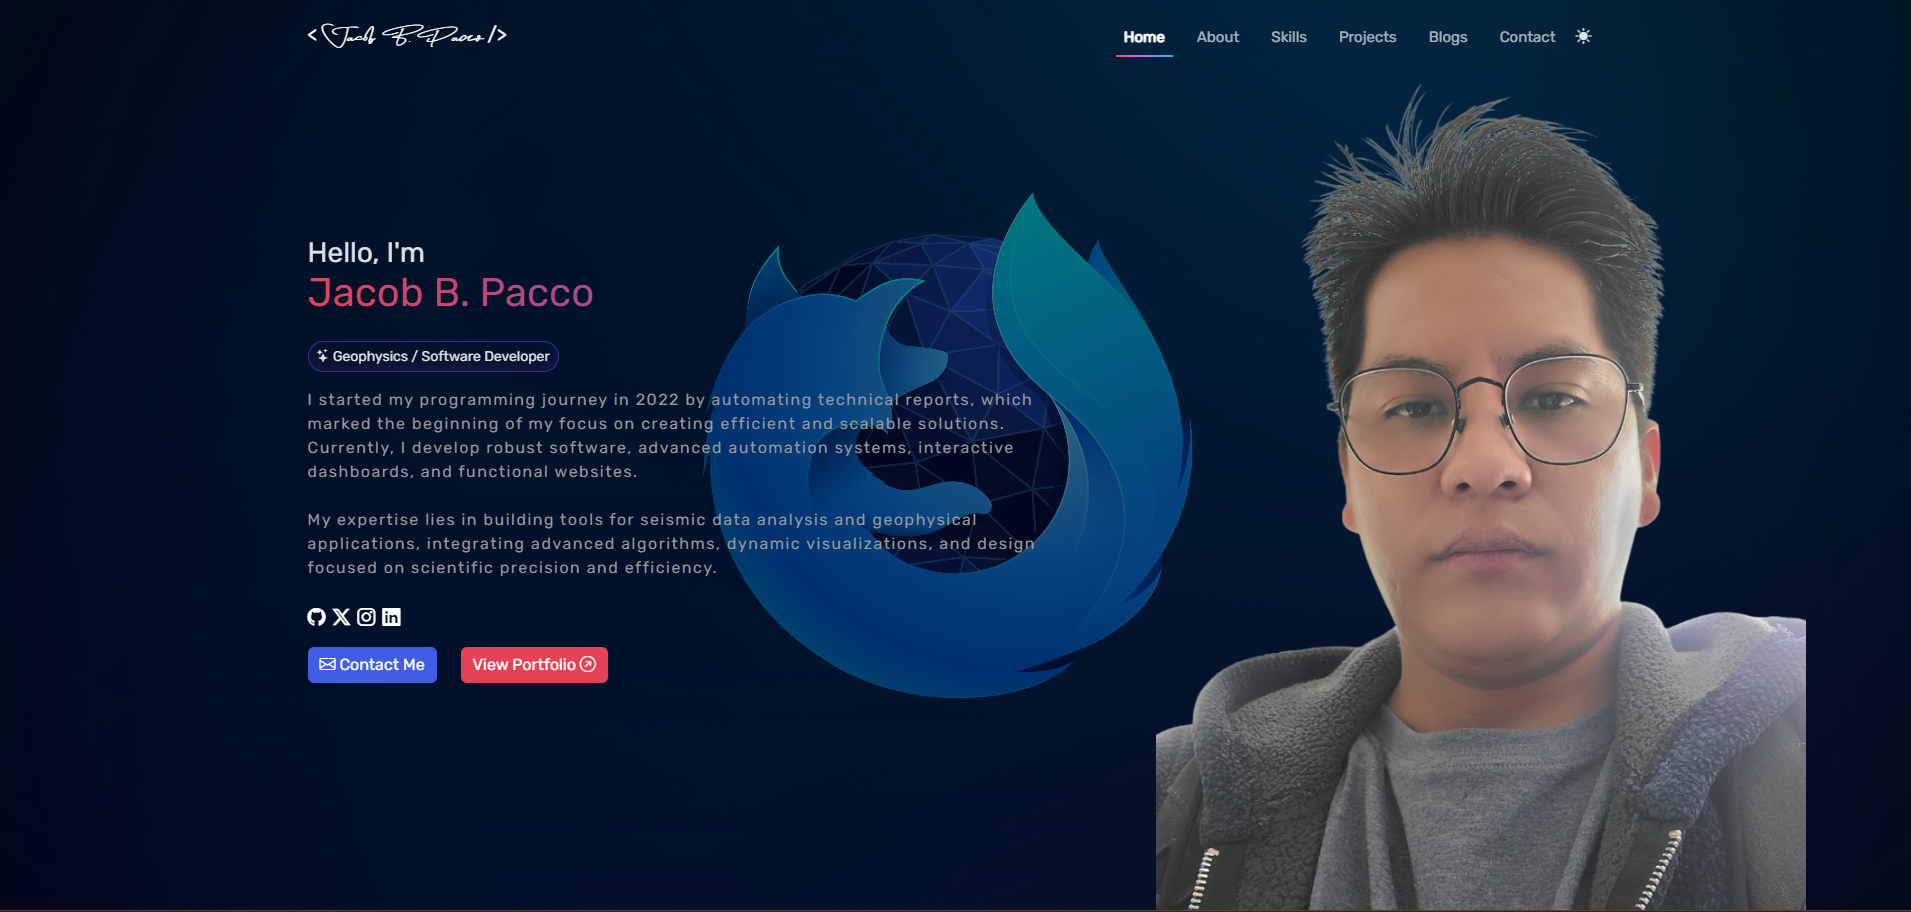 <Jacob B. Pacco/>
Home About Skills Projects Blogs Contact
Hello, I'm
Jacob B. Pacco
Geophysics / Software Developer
I started my programming journey in 2022 by automating technical reports, which
marked the beginning of my focus on creating efficient and scalable solutions.
Currently, I develop robust software, advanced automation systems, interactive
dashboards, and functional websites.
My expertise lies in building tools for seismic data analysis and geophysical
applications, integrating advanced algorithms, dynamic visualizations, and design
focused on scientific precision and efficiency.
Contact Me View Portfolio